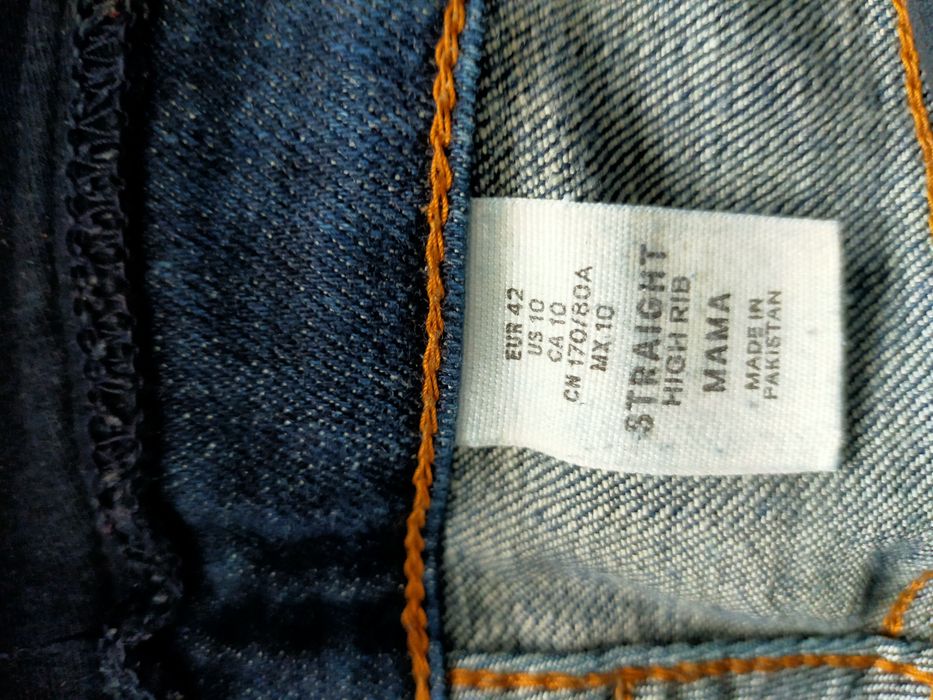 EUR 42
US 10
CA 10
CN 170/80A
MX 10
STRAIGHT
HIGH RIB
MAMA
MADE IN
PAKISTAN